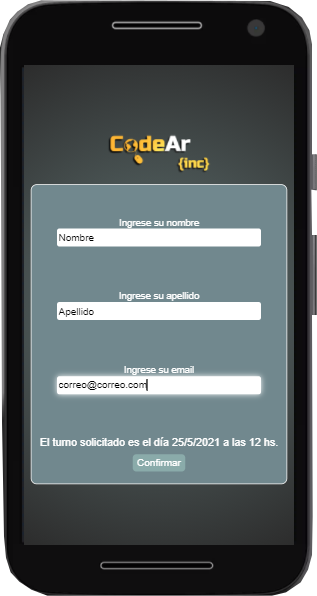 CodeAr
{inc}
Ingrese su nombre
Nombre
Ingrese su apellido
Apellido
Ingrese su email
correo@correo.com
El turno solicitado es el día 25/5/2021 a las 12 hs.
Confirmar